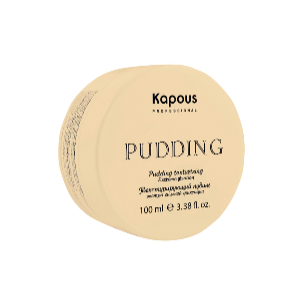 Kapous
PROFESSIONAL
PUDDING
Pudding texturizing
Текстурирующий пудинг
100 ml ℮ 3.38 fl. oz.